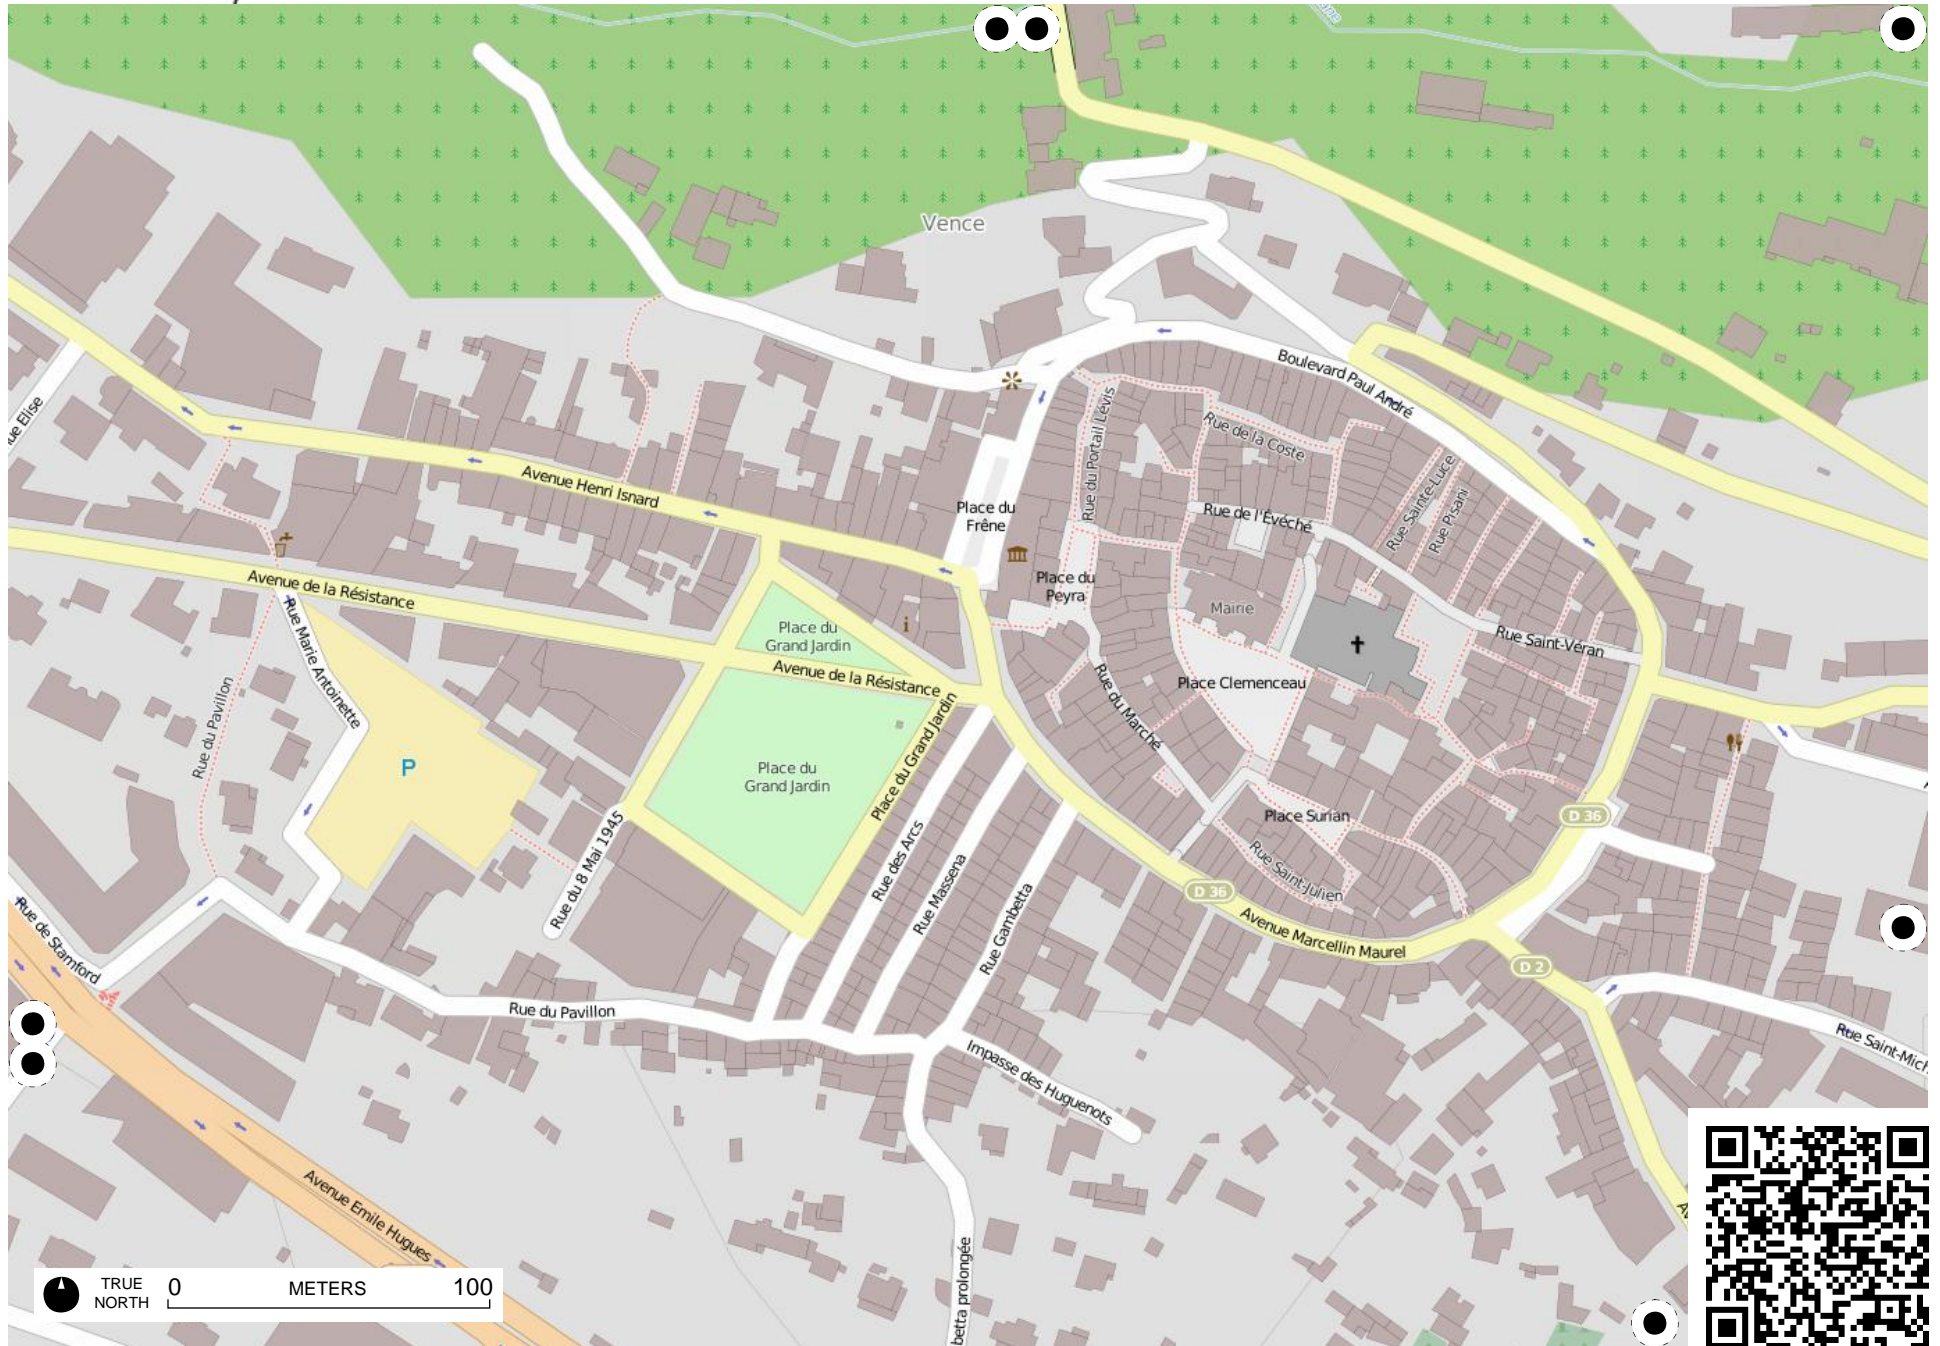 Vence
Boulevard Paul André
Rue du Portail Lévis
Rue de la Coste
Avenue Henri Isnard
Place du
Frêne
Rue de l'Évêché
Rue Sainte-Luce
Rue Pisani
Avenue de la Résistance
Place du
Peyra
Mairie
Rue Saint-Véran
Place du
Grand Jardin
Avenue de la Résistance
Rue Marie Antoinette
Rue du Pavillon
P
Place Clemenceau
Rue du Marché
Place du
Grand Jardin
Place du Grand Jardin
Place Surian
D 36
Rue du 8 Mai 1945
Rue des Arcs
Rue Massena
Rue Gambetta
Rue Saint-Julien
D 36
Avenue Marcellin Maurel
D 2
Rue de Stamford
Rue du Pavillon
Impasse des Huguenots
Rue Saint-Mich
ue Elise
Avenue Emile Hugues
betta prolongée
TRUE
NORTH
0 METERS 100